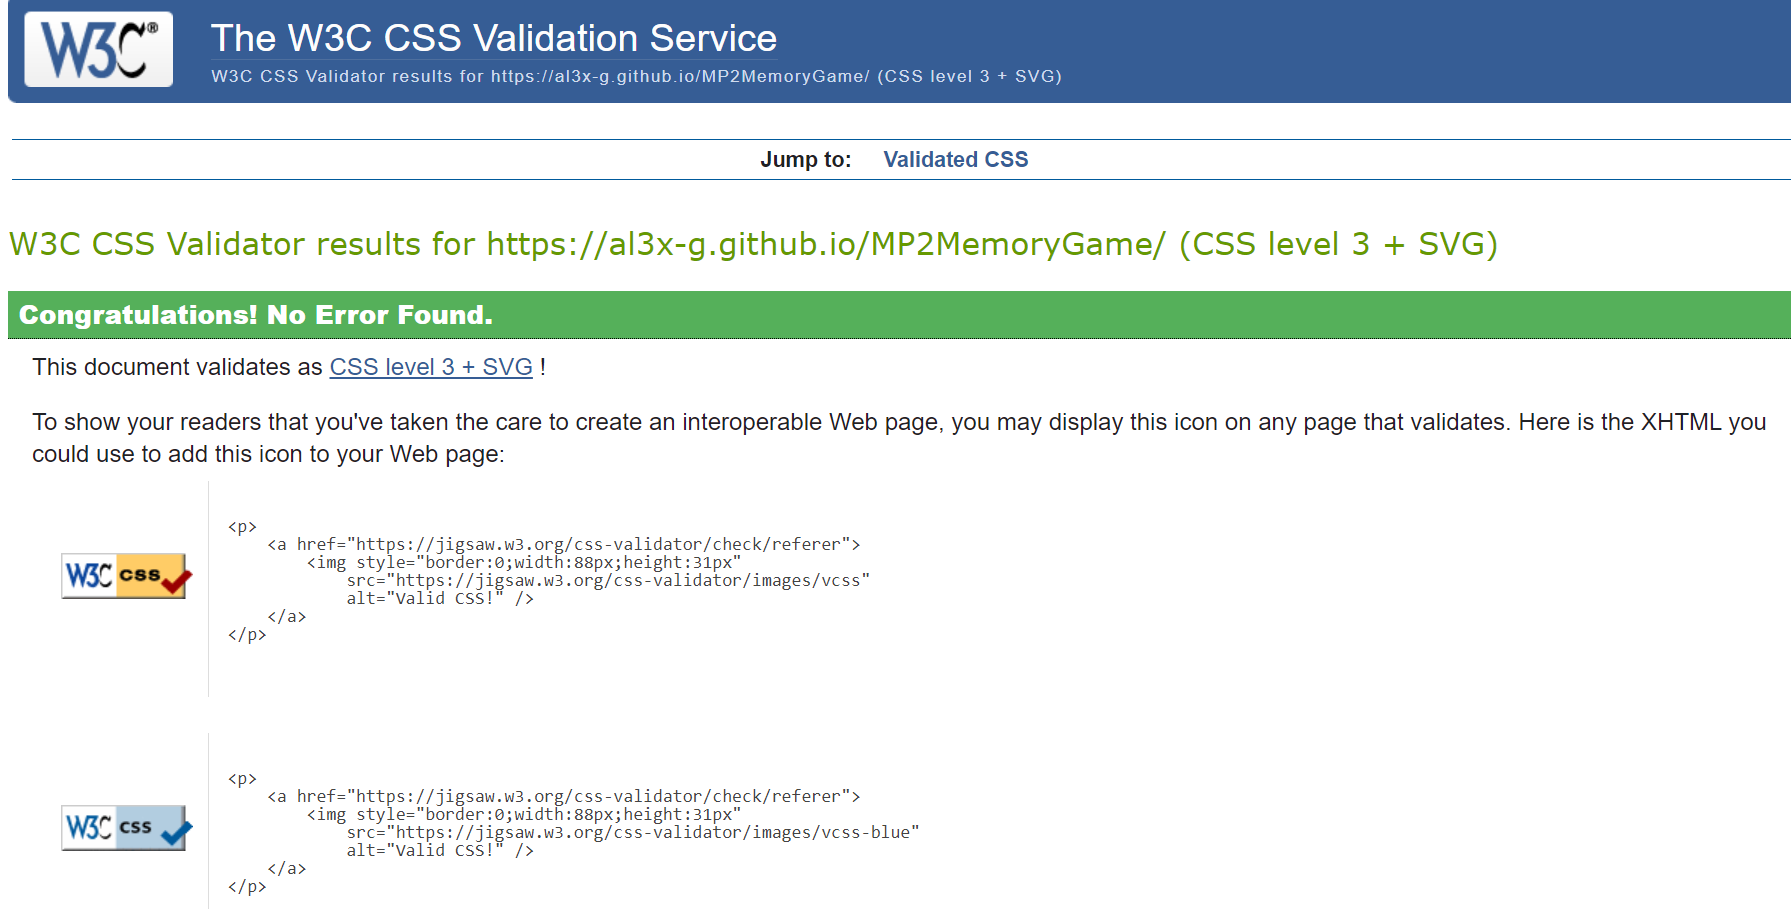 W3C®
The W3C CSS Validation Service
W3C CSS Validator results for https://al3x-g.github.io/MP2MemoryGame/ (CSS level 3 + SVG)
Jump to: Validated CSS
W3C CSS Validator results for https://al3x-g.github.io/MP2MemoryGame/ (CSS level 3 + SVG)
Congratulations! No Error Found.
This document validates as CSS level 3 + SVG !
To show your readers that you've taken the care to create an interoperable Web page, you may display this icon on any page that validates. Here is the XHTML you
could use to add this icon to your Web page:
W3C css
<p>
    <a href="https://jigsaw.w3.org/css-validator/check/referer">
        <img style="border:0;width:88px;height:31px"
            src="https://jigsaw.w3.org/css-validator/images/vcss"
            alt="Valid CSS!" />
    </a>
</p>
W3C css
<p>
    <a href="https://jigsaw.w3.org/css-validator/check/referer">
        <img style="border:0;width:88px;height:31px"
            src="https://jigsaw.w3.org/css-validator/images/vcss-blue"
            alt="Valid CSS!" />
    </a>
</p>